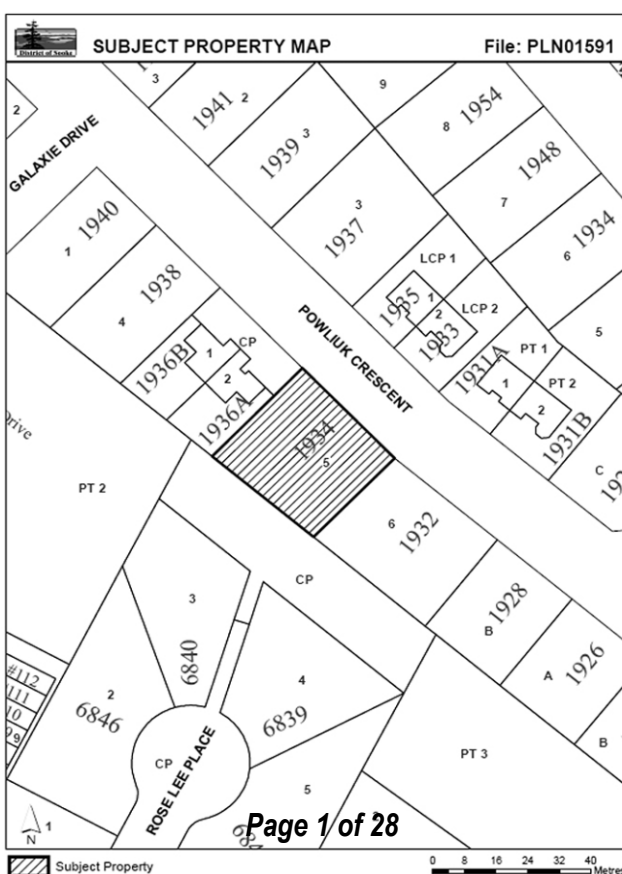 District of Sooke
SUBJECT PROPERTY MAP
File: PLN01591
2
GALAXIE DRIVE
3
1941 2
1939 3
9
8 1954
7 1948
6 1934
5
3
1937
1 1940
4 1938
LCP 1
LCP 2
1935 1
2 1933
POWLIUK CRESCENT
1931A
PT 1
1
PT 2
2
1931B
C
CP
1936B 1
2
1936A
1934
5
6 1932
B 1928
A 1926
B
PT 2
CP
3
6840
4
6839
2
6846
#112
111
10
9
CP
ROSE LEE PLACE
5
PT 3
1
N
Page 1 of 28
Subject Property
0 8 16 24 32 40
Metres